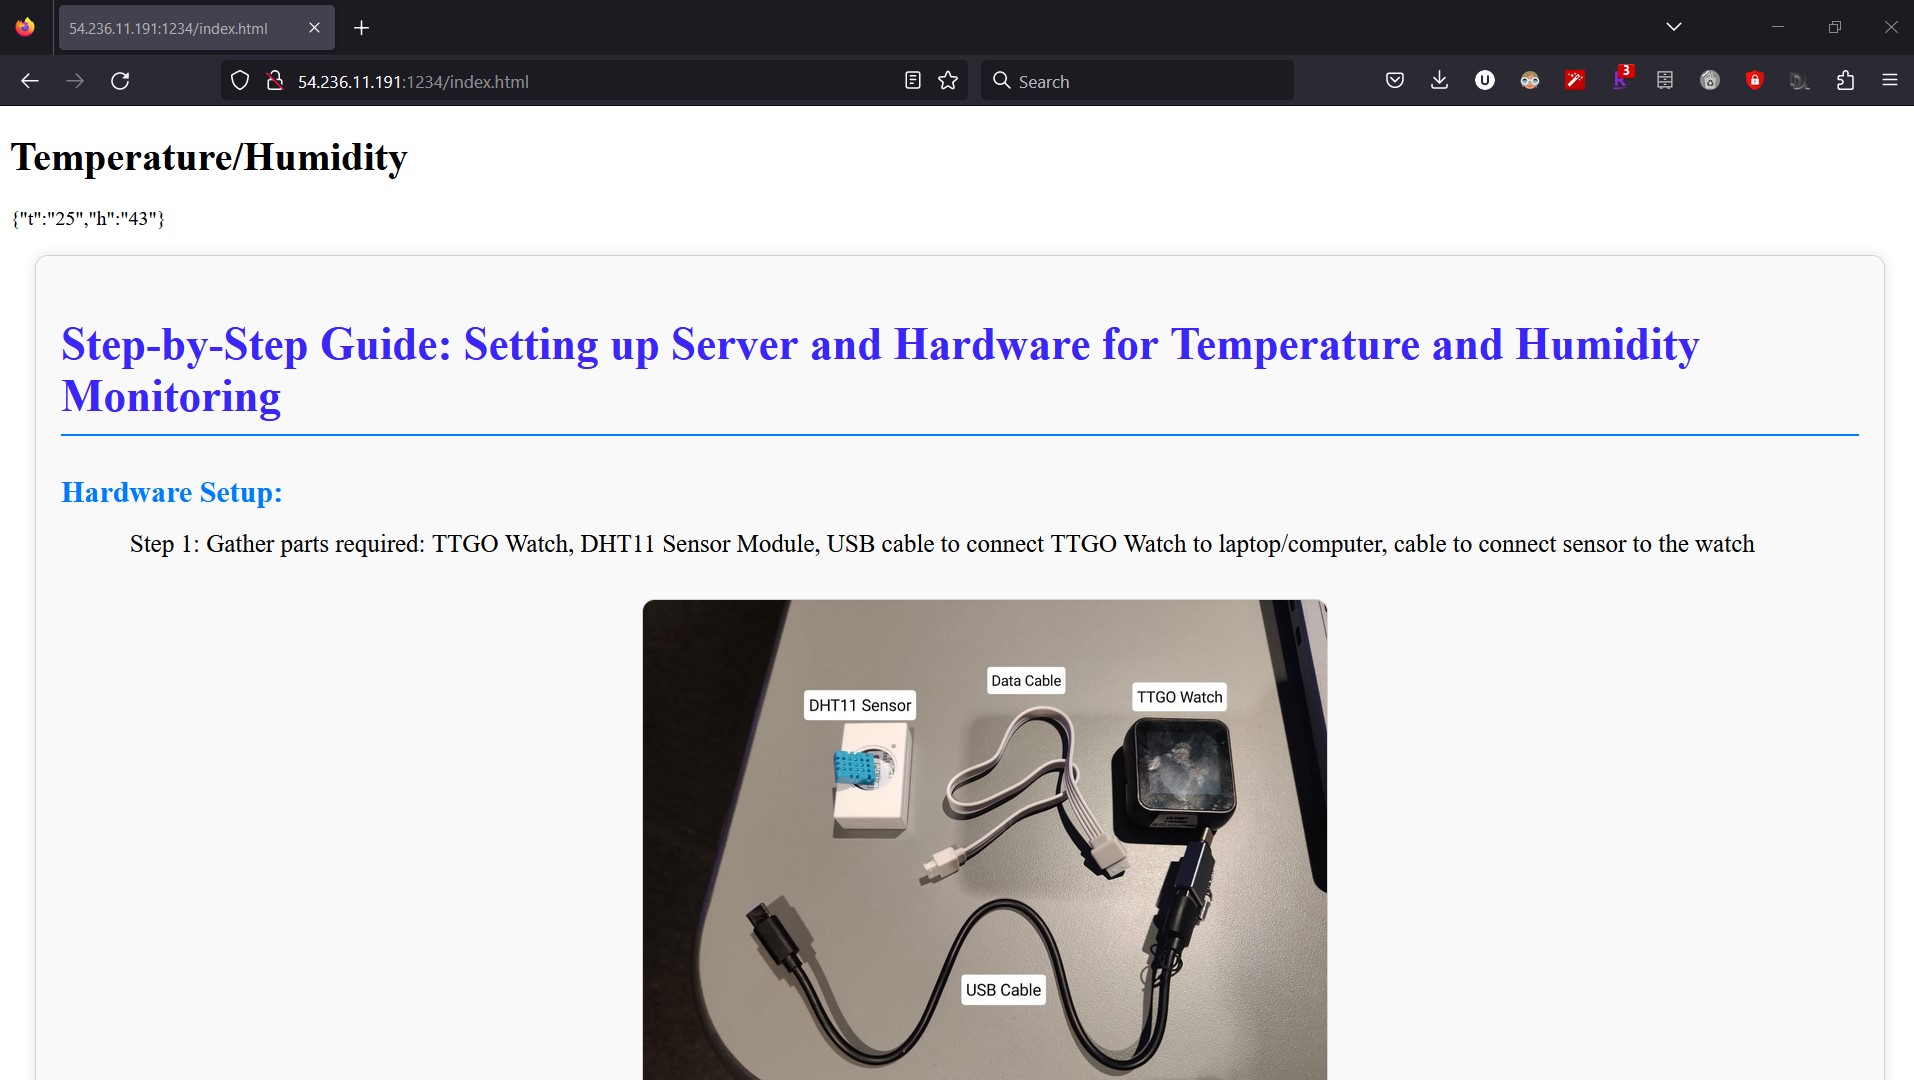 54.236.11.191:1234/index.html
54.236.11.191:1234/index.html
Search
3
Temperature/Humidity
{"t":"25","h":"43"}
Step-by-Step Guide: Setting up Server and Hardware for Temperature and Humidity
Monitoring
Hardware Setup:
Step 1: Gather parts required: TTGO Watch, DHT11 Sensor Module, USB cable to connect TTGO Watch to laptop/computer, cable to connect sensor to the watch
Data Cable
TTGO Watch
DHT11 Sensor
USB Cable